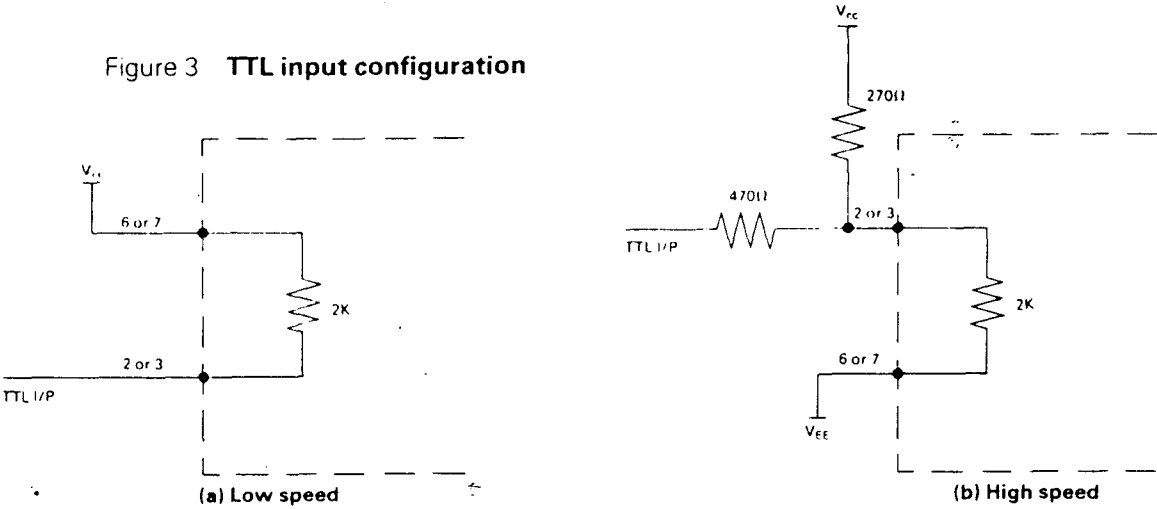 Figure 3 TTL input configuration
Vcc
6 or 7
2K
2 or 3
TTL I/P
(a) Low speed
Vcc
270Ω
470Ω
2 or 3
TTL I/P
2K
6 or 7
VEE
(b) High speed